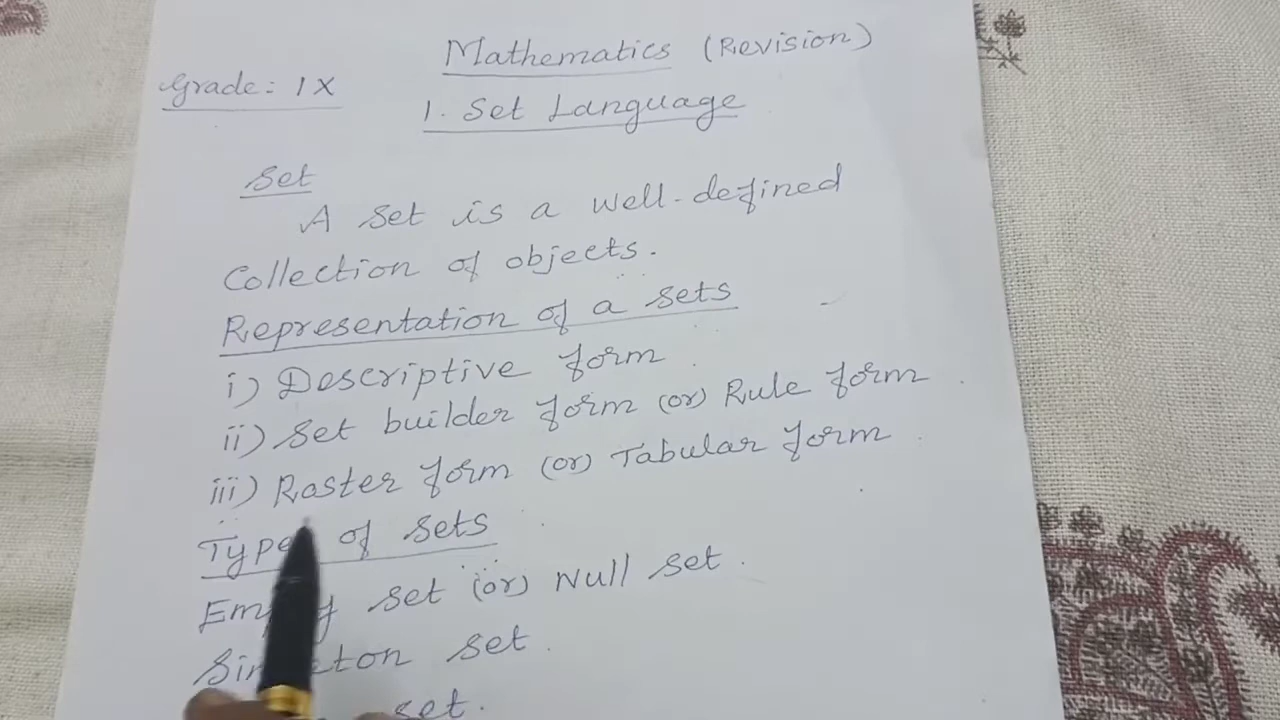 Mathematics (Revision)
Grade: IX
1. Set Language
Set
A set is a well-defined
Collection of objects.
Representation of a sets
i) Descriptive form
ii) Set builder form (or) Rule form
iii) Roster form (or) Tabular form
of sets
set (or) Null set.
set.
set.